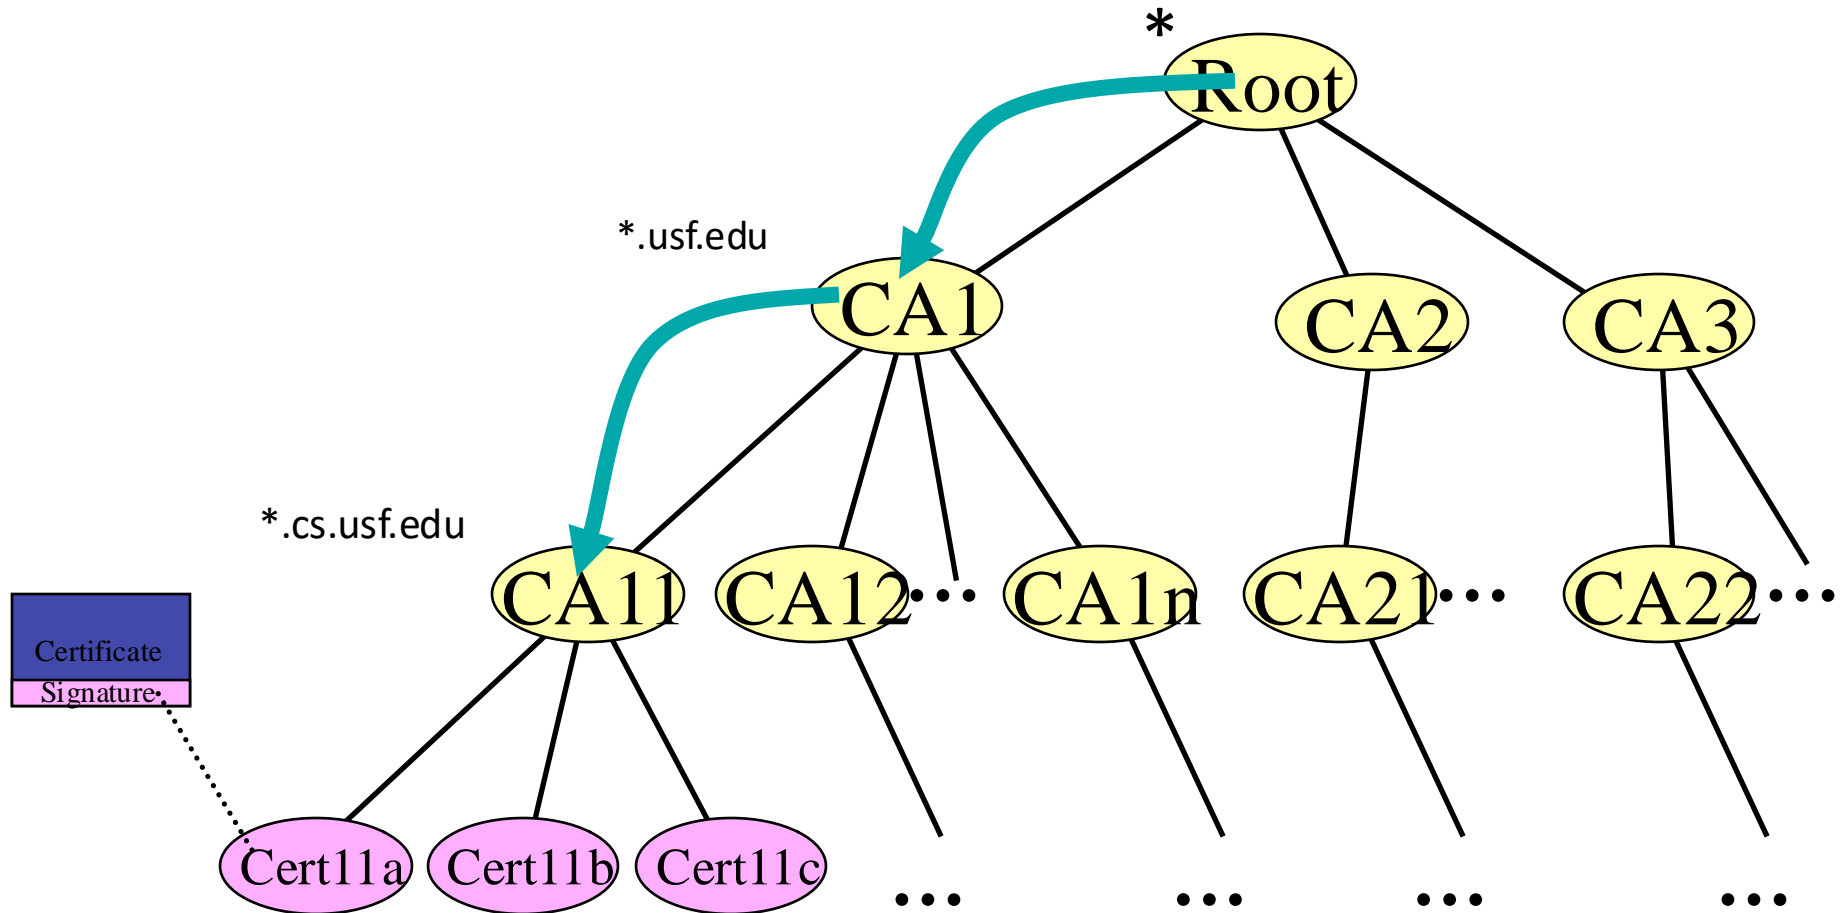 *
Root
*.usf.edu
CA1
CA2
CA3
*.cs.usf.edu
CA11
CA12
...
CA1n
CA21
...
CA22
...
Certificate
Signature
Cert11a
Cert11b
Cert11c
...
...
...
...